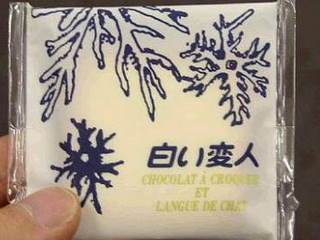 白い変人
CHOCOLAT À CROQUER
ET
LANGUE DE CHAT